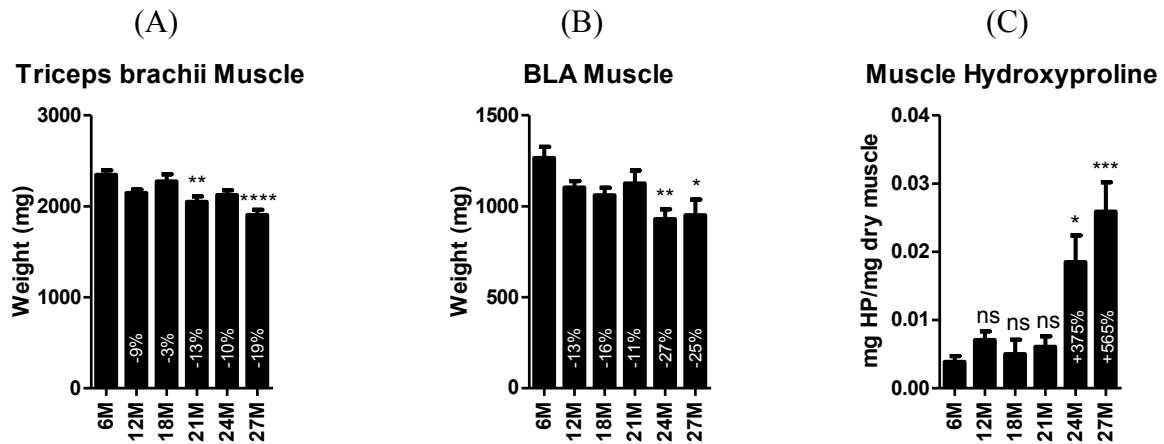 (A)
Triceps brachii Muscle
Weight (mg)
3000
2000
1000
0
**
****
-9%
-3%
-13%
-10%
-19%
6M
12M
18M
21M
24M
27M
(B)
BLA Muscle
Weight (mg)
1500
1000
500
0
**
*
-13%
-16%
-11%
-27%
-25%
6M
12M
18M
21M
24M
27M
(C)
Muscle Hydroxyproline
mg HP/mg dry muscle
0.04
0.03
0.02
0.01
0.00
ns
ns
ns
*
***
+375%
+565%
6M
12M
18M
21M
24M
27M